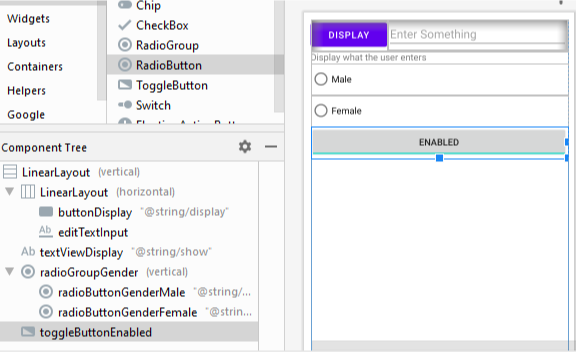 Widgets
Layouts
Containers
Helpers
Google
Chip
CheckBox
RadioGroup
RadioButton
ToggleButton
Switch
Component Tree
LinearLayout (vertical)
LinearLayout (horizontal)
buttonDisplay "@string/display"
Ab editTextInput
Ab textViewDisplay "@string/show"
radioGroupGender (vertical)
radioButtonGenderMale "@string/...
radioButtonGenderFemale "@strin...
toggleButtonEnabled
DISPLAY Enter Something
Display what the user enters
Male
Female
ENABLED